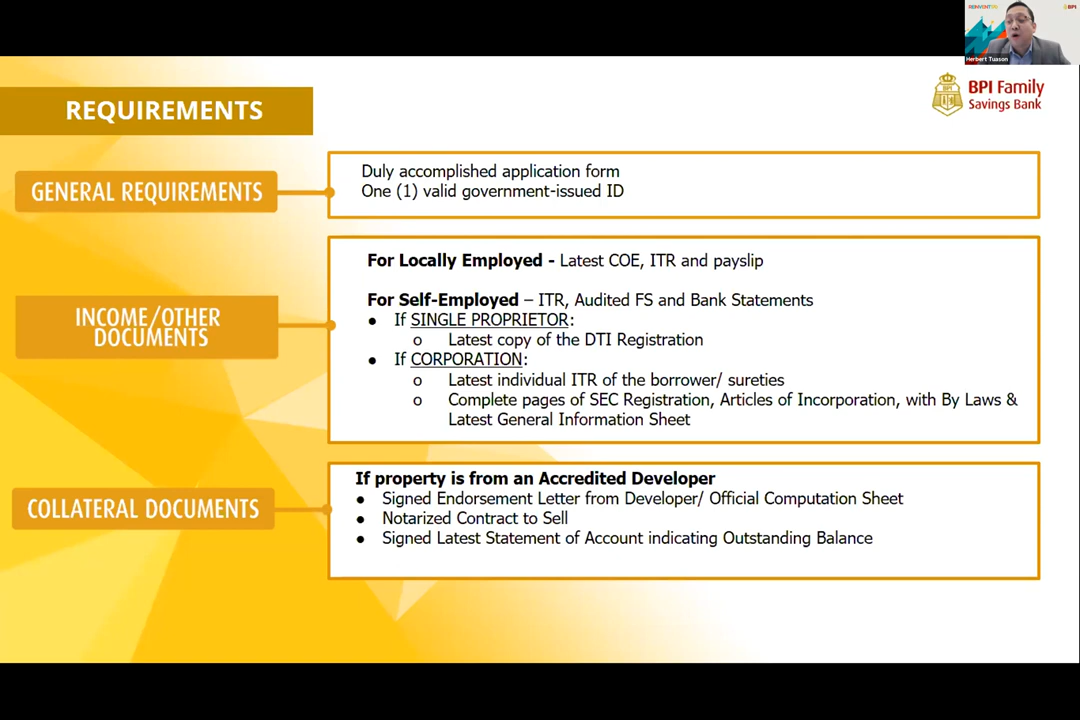 REINVENT
BPI
Herbert Tuason
BPI Family
Savings Bank
REQUIREMENTS
GENERAL REQUIREMENTS
Duly accomplished application form
One (1) valid government-issued ID
INCOME/OTHER
DOCUMENTS
For Locally Employed - Latest COE, ITR and payslip
For Self-Employed – ITR, Audited FS and Bank Statements
● If SINGLE PROPRIETOR:
o Latest copy of the DTI Registration
● If CORPORATION:
o Latest individual ITR of the borrower/ sureties
o Complete pages of SEC Registration, Articles of Incorporation, with By Laws &
Latest General Information Sheet
COLLATERAL DOCUMENTS
If property is from an Accredited Developer
● Signed Endorsement Letter from Developer/ Official Computation Sheet
● Notarized Contract to Sell
● Signed Latest Statement of Account indicating Outstanding Balance